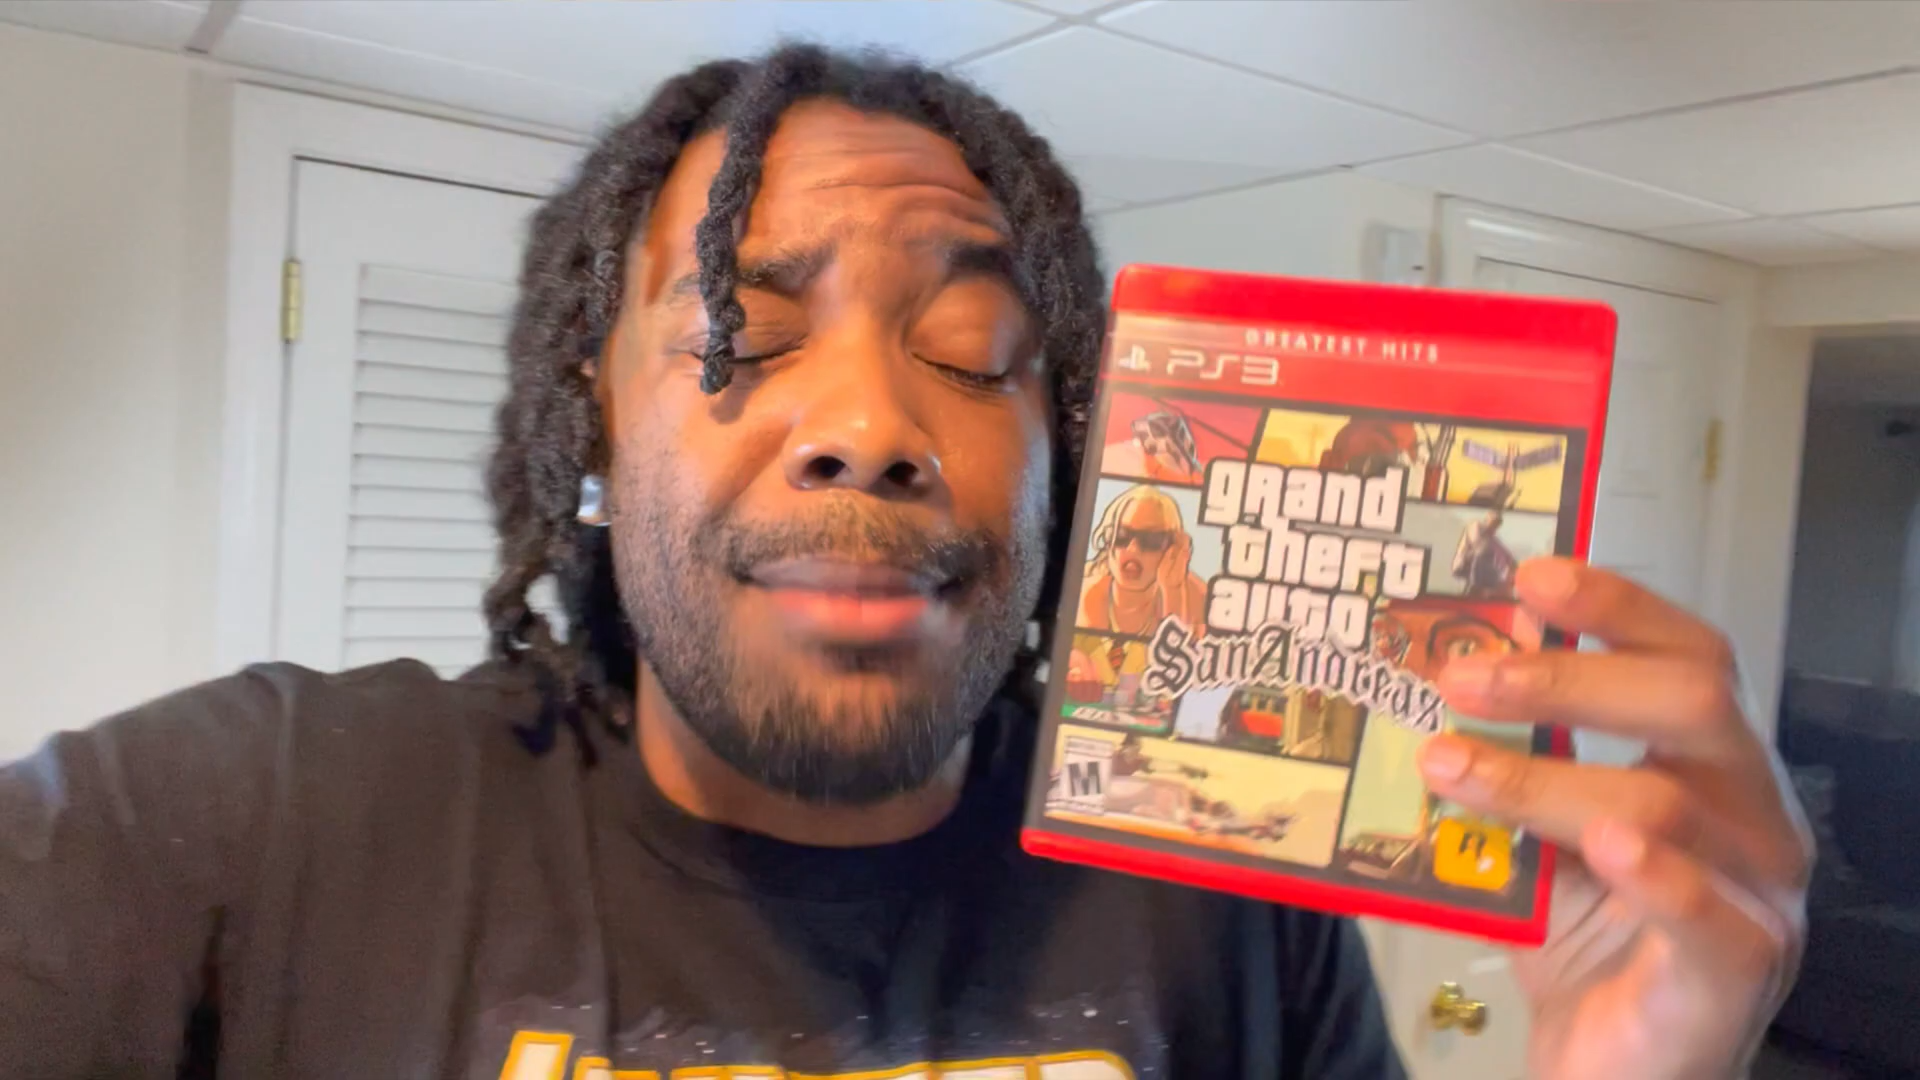 GREATEST HITS
PS3
grand
theft
auto
San Andreas
M
R